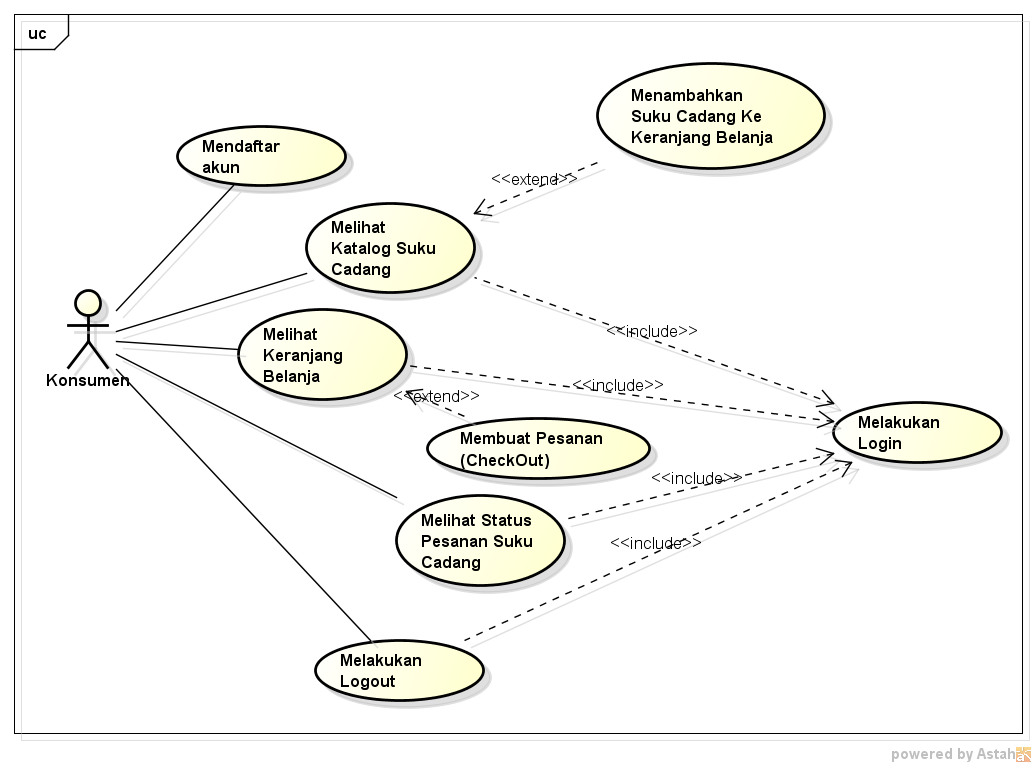 uc
Menambahkan
Suku Cadang Ke
Keranjang Belanja
Mendaftar
akun
<<extend>>
Melihat
Katalog Suku
Cadang
<<include>>
Melihat
Keranjang
Belanja
Konsumen
<<include>>
<<extend>>
Membuat Pesanan
(CheckOut)
Melakukan
Login
<<include>>
Melihat Status
Pesanan Suku
Cadang
<<include>>
Melakukan
Logout
powered by Astah